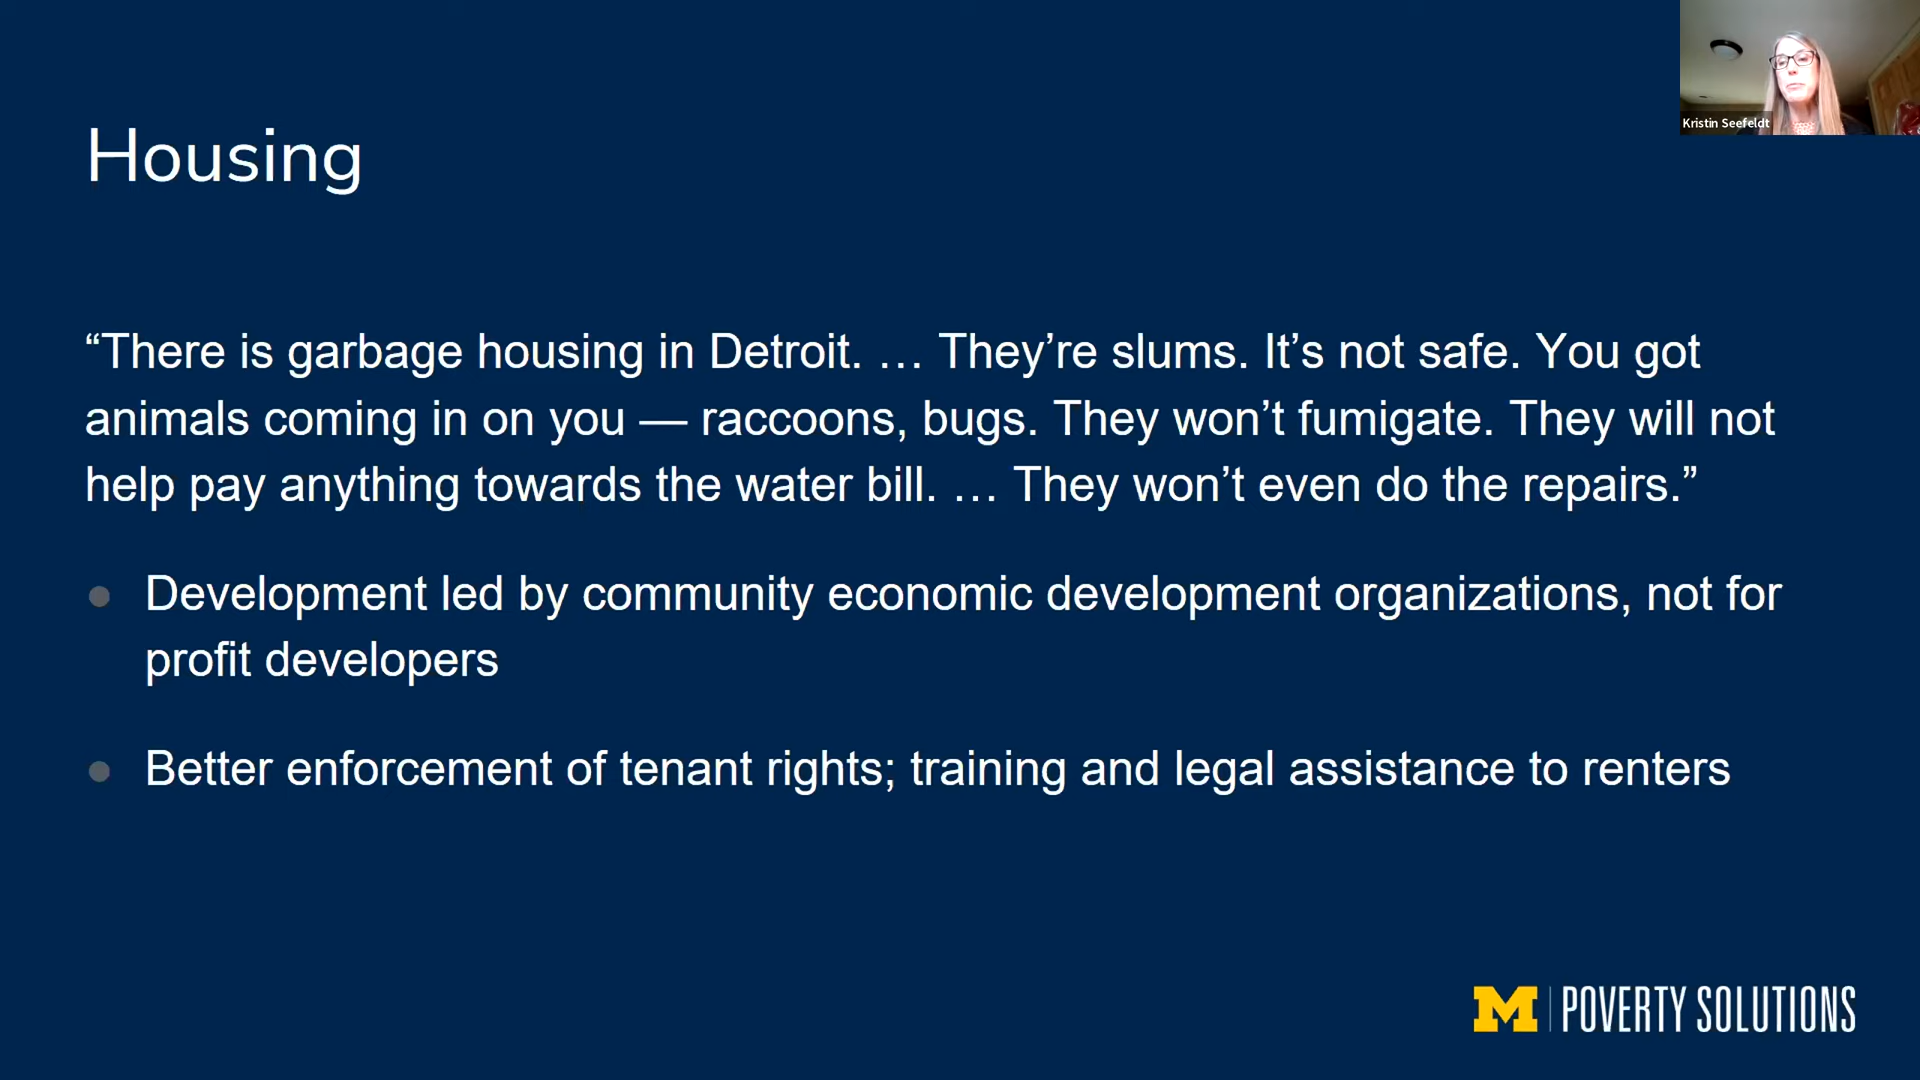 Kristin Seefeldt
Housing
“There is garbage housing in Detroit. … They’re slums. It’s not safe. You got
animals coming in on you — raccoons, bugs. They won’t fumigate. They will not
help pay anything towards the water bill. … They won’t even do the repairs.”
● Development led by community economic development organizations, not for
profit developers
● Better enforcement of tenant rights; training and legal assistance to renters
M | POVERTY SOLUTIONS